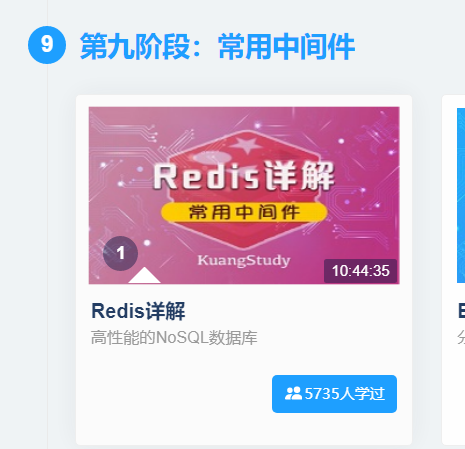 9 第九阶段：常用中间件
Redis详解
常用中间件
1
KuangStudy
10:44:35
Redis详解
高性能的NoSQL数据库
5735人学过